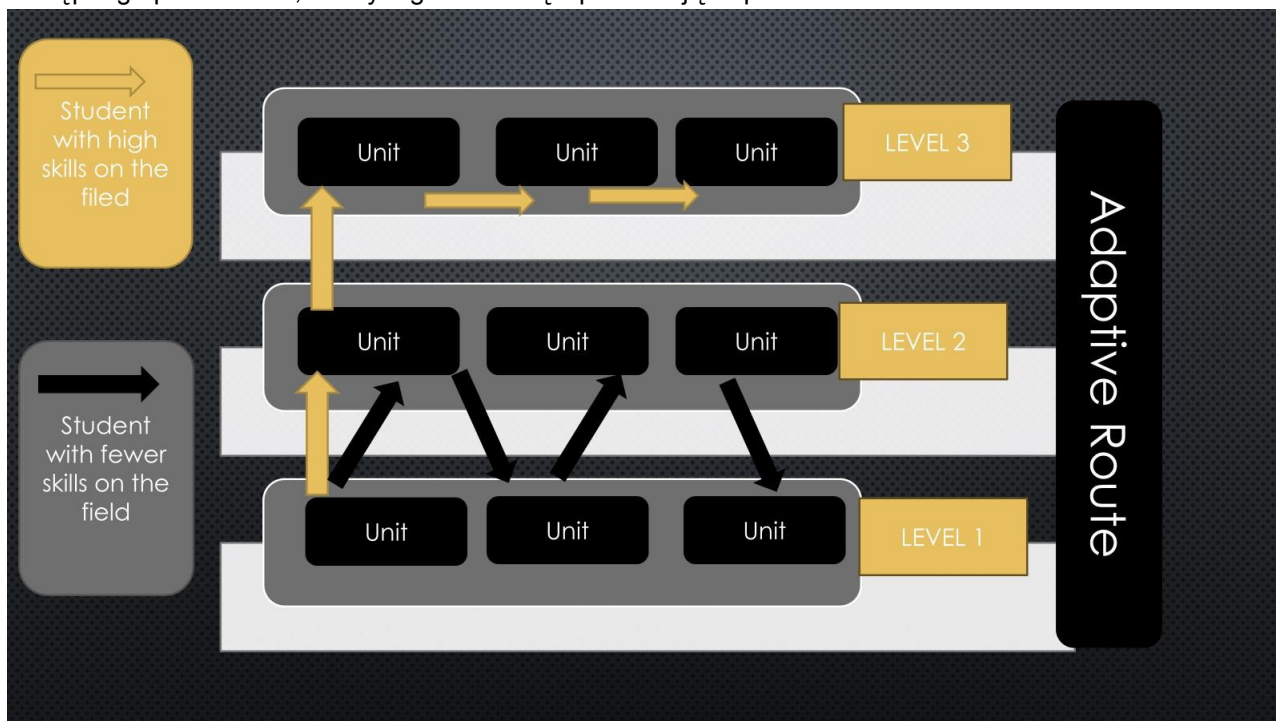 Student
with high
skills on the
filed
Unit
Unit
Unit
LEVEL 3
Unit
Unit
Unit
LEVEL 2
Student
with fewer
skills on the
field
Unit
Unit
Unit
LEVEL 1
Adaptive Route